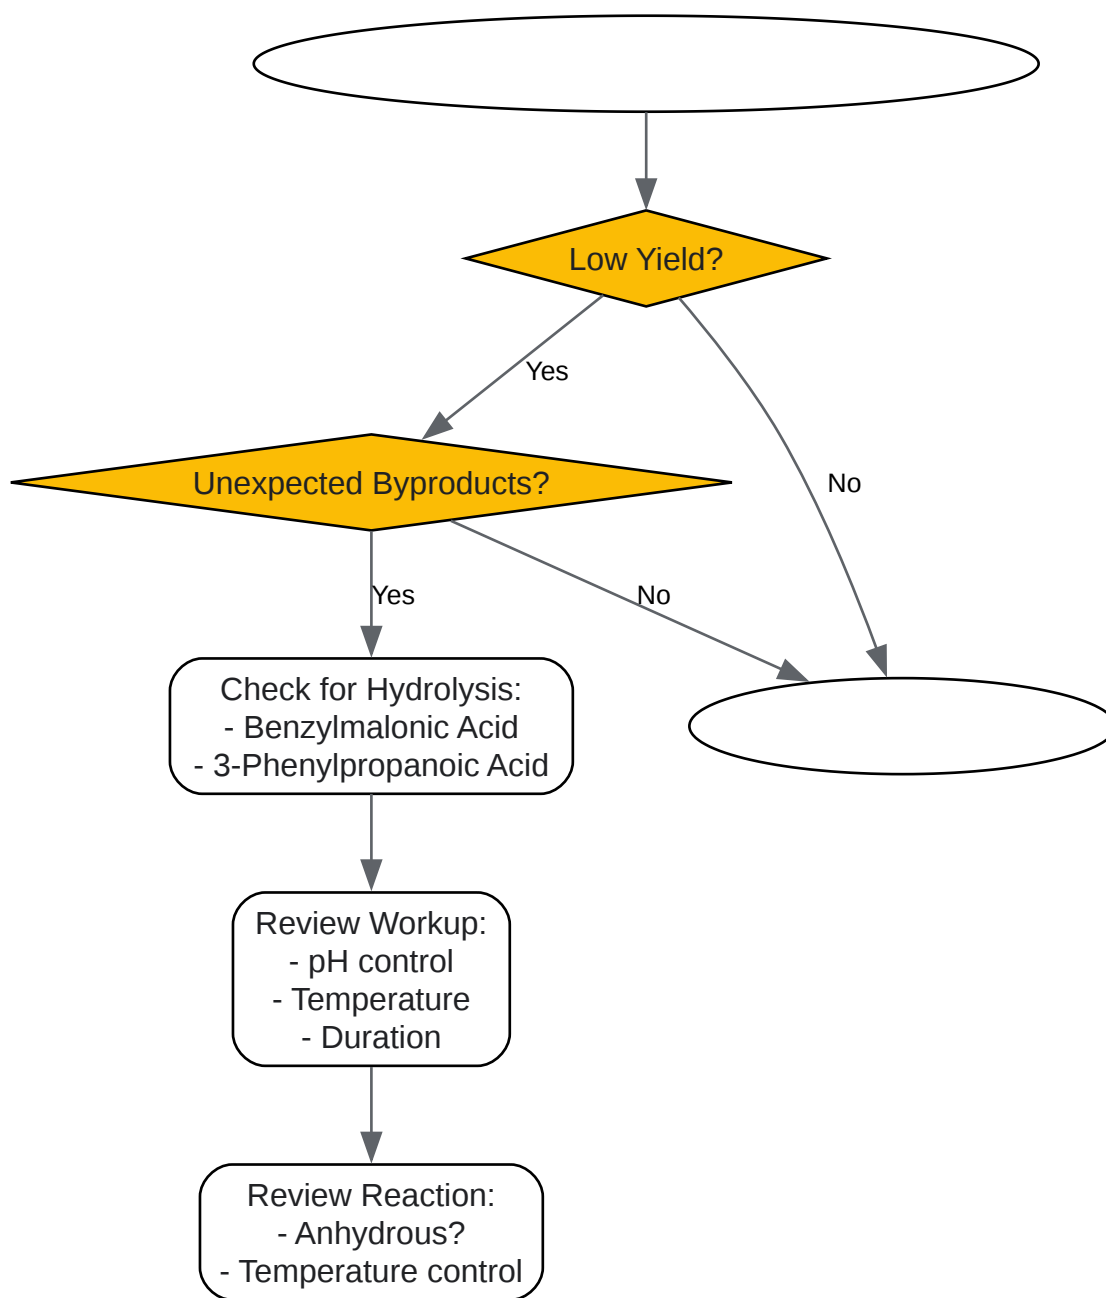 Low Yield?
Yes
Unexpected Byproducts?
No
Yes
No
Check for Hydrolysis:
- Benzylmalonic Acid
- 3-Phenylpropanoic Acid
Review Workup:
- pH control
- Temperature
- Duration
Review Reaction:
- Anhydrous?
- Temperature control